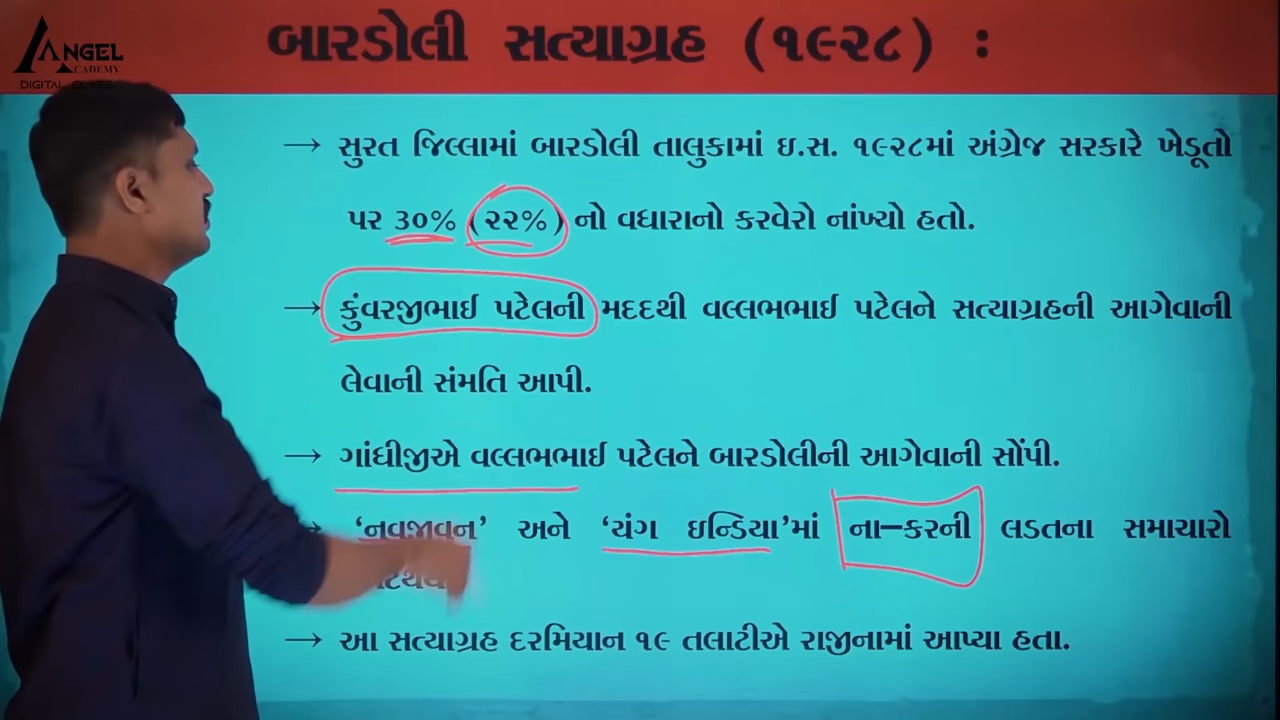 ANGEL
ACADEMY
DIGITAL CLASS
બારડોલી સત્યાગ્રહ (૧૯૨૮) :
→ સુરત જિલ્લામાં બારડોલી તાલુકામાં ઇ.સ. ૧૯૨૮માં અંગ્રેજ સરકારે ખેડૂતો
પર ૩૦% (૨૨%) નો વધારાનો કરવેરો નાંખ્યો હતો.
→ કુંવરજીભાઈ પટેલની મદદથી વલ્લભભાઈ પટેલને સત્યાગ્રહની આગેવાની
લેવાની સંમતિ આપી.
→ ગાંધીજીએ વલ્લભભાઈ પટેલને બારડોલીની આગેવાની સોંપી.
‘નવજીવન’ અને ‘યંગ ઇન્ડિયા’માં ના–કરની લડતના સમાચારો
→ આ સત્યાગ્રહ દરમિયાન ૧૯ તલાટીએ રાજીનામાં આપ્યા હતા.